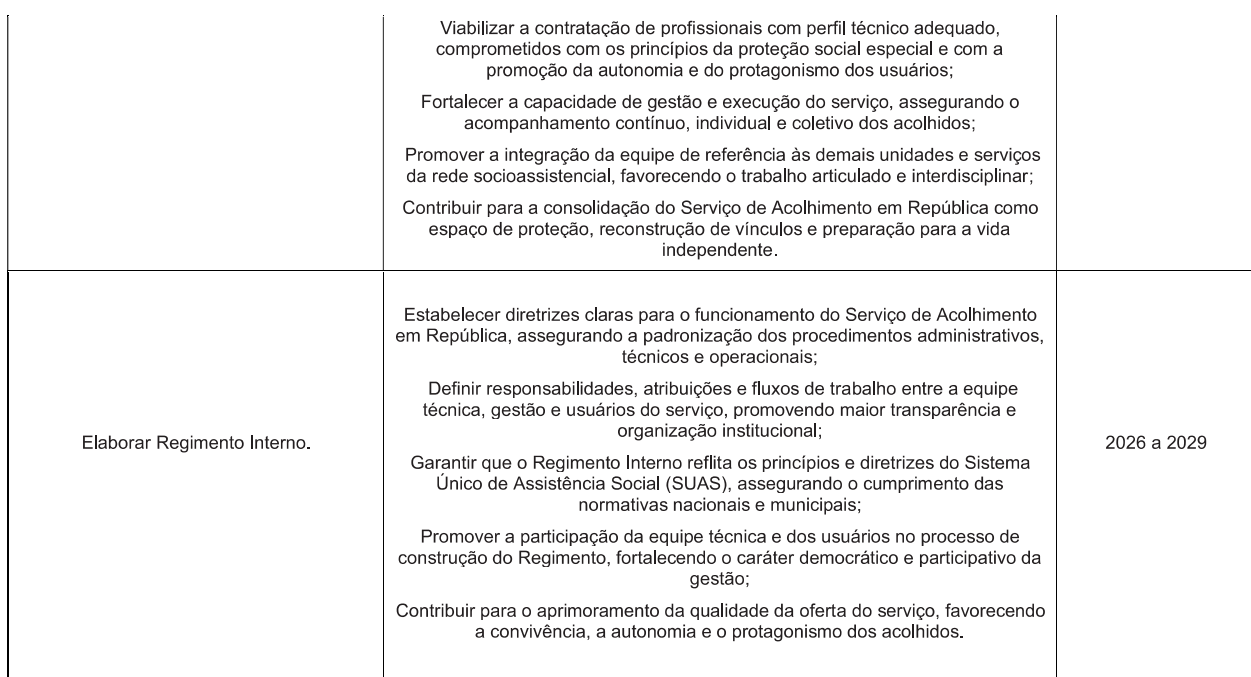 Viabilizar a contratação de profissionais com perfil técnico adequado,
comprometidos com os princípios da proteção social especial e com a
promoção da autonomia e do protagonismo dos usuários;
Fortalecer a capacidade de gestão e execução do serviço, assegurando o
acompanhamento contínuo, individual e coletivo dos acolhidos;
Promover a integração da equipe de referência às demais unidades e serviços
da rede socioassistencial, favorecendo o trabalho articulado e interdisciplinar;
Contribuir para a consolidação do Serviço de Acolhimento em República como
espaço de proteção, reconstrução de vínculos e preparação para a vida
independente.
Elaborar Regimento Interno.
Estabelecer diretrizes claras para o funcionamento do Serviço de Acolhimento
em República, assegurando a padronização dos procedimentos administrativos,
técnicos e operacionais;
Definir responsabilidades, atribuições e fluxos de trabalho entre a equipe
técnica, gestão e usuários do serviço, promovendo maior transparência e
organização institucional;
Garantir que o Regimento Interno reflita os princípios e diretrizes do Sistema
Único de Assistência Social (SUAS), assegurando o cumprimento das
normativas nacionais e municipais;
Promover a participação da equipe técnica e dos usuários no processo de
construção do Regimento, fortalecendo o caráter democrático e participativo da
gestão;
Contribuir para o aprimoramento da qualidade da oferta do serviço, favorecendo
a convivência, a autonomia e o protagonismo dos acolhidos.
2026 a 2029